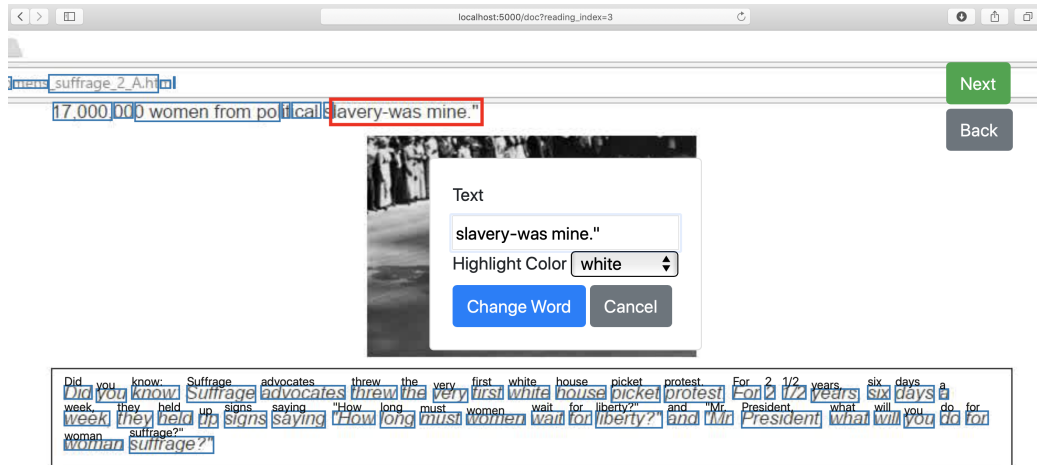 localhost:5000/doc?reading_index=3
mens_suffrage_2_A.html
Next
17,000,000 women from political slavery-was mine."
Back
Text
slavery-was mine."
Highlight Color white
Change Word Cancel
Did you know: Suffrage advocates threw the very first white house picket protest. For 2 1/2 years, six days a
Did you know: Suffrage advocates threw the very first white house picket protest. For 2 1/2 years, six days a
week, they held up signs saying "How long must women wait for liberty?" and "Mr. President, what will you do for
week, they held up signs saying "How long must women wait for liberty?" and "Mr. President, what will you do for
woman suffrage?"
woman suffrage?"